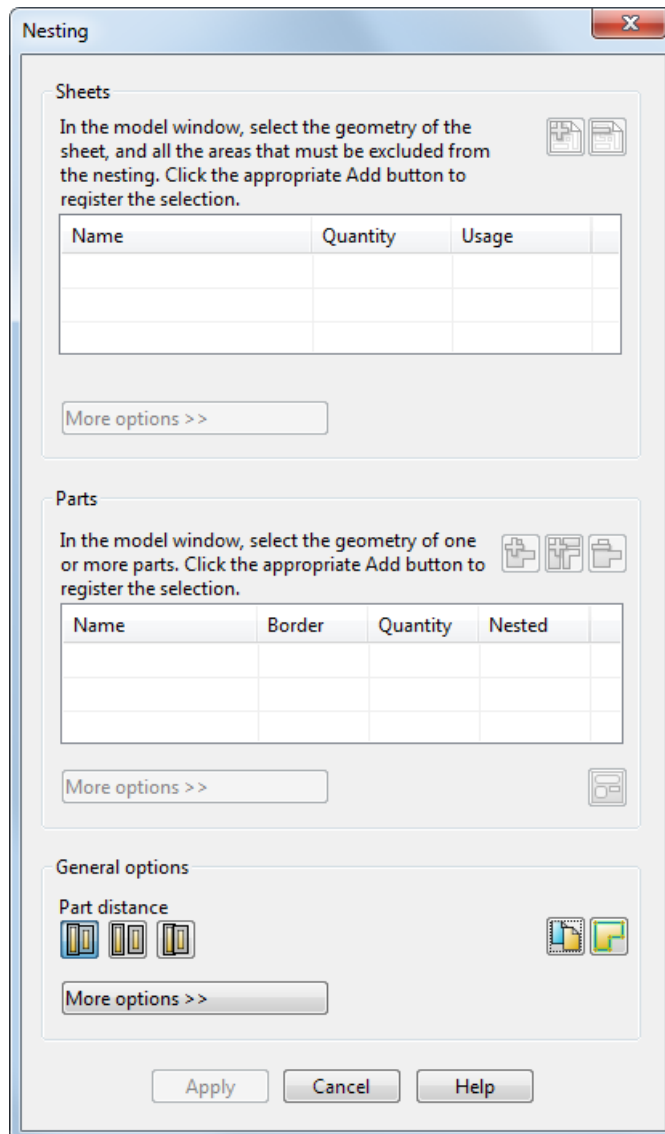 Nesting
Sheets
In the model window, select the geometry of the
sheet, and all the areas that must be excluded from
the nesting. Click the appropriate Add button to
register the selection.
Name Quantity Usage
More options >>
Parts
In the model window, select the geometry of one
or more parts. Click the appropriate Add button to
register the selection.
Name Border Quantity Nested
More options >>
General options
Part distance
More options >>
Apply Cancel Help